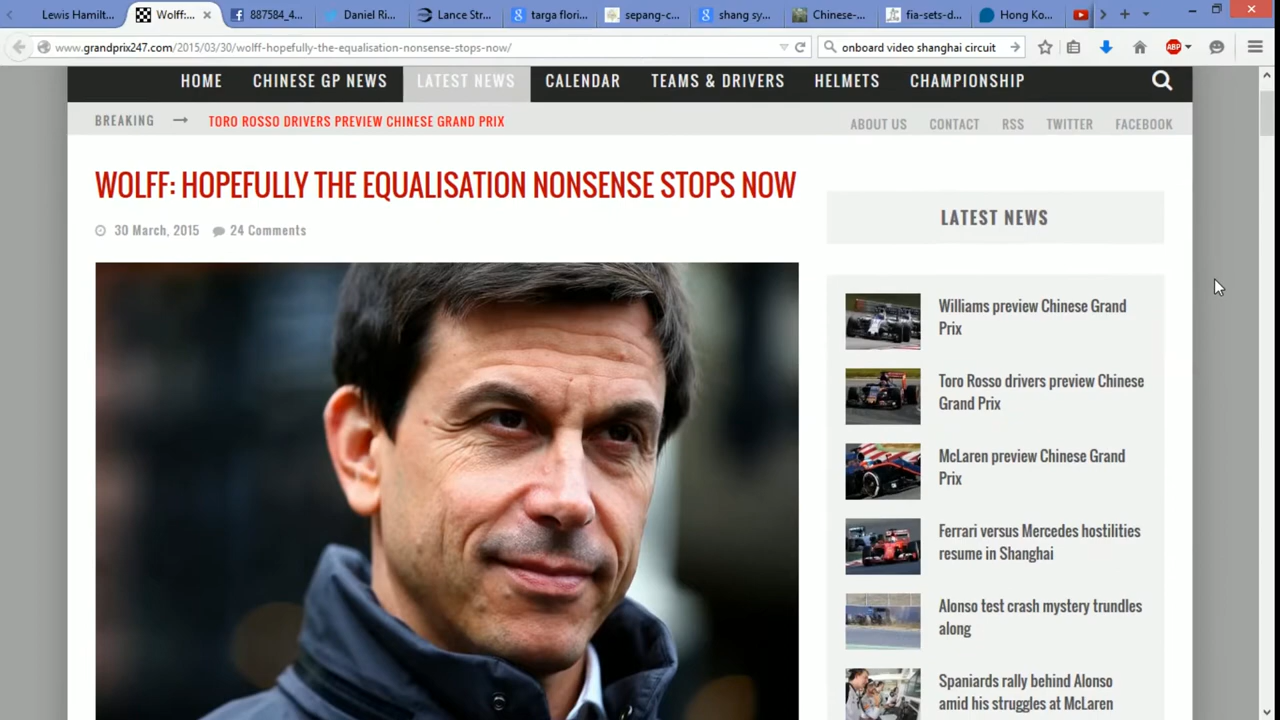 Lewis Hamilt...
Wolff:...
887584_4...
Daniel Ri...
Lance Str...
targa flori...
sepang-c...
shang sy...
Chinese-...
fia-sets-d...
Hong Ko...
www.grandprix247.com/2015/03/30/wolff-hopefully-the-equalisation-nonsense-stops-now/
onboard video shanghai circuit
ABP
HOME
CHINESE GP NEWS
LATEST NEWS
CALENDAR
TEAMS & DRIVERS
HELMETS
CHAMPIONSHIP
BREAKING
TORO ROSSO DRIVERS PREVIEW CHINESE GRAND PRIX
ABOUT US
CONTACT
RSS
TWITTER
FACEBOOK
WOLFF: HOPEFULLY THE EQUALISATION NONSENSE STOPS NOW
30 March, 2015
24 Comments
LATEST NEWS
Williams preview Chinese Grand
Prix
Toro Rosso drivers preview Chinese
Grand Prix
McLaren preview Chinese Grand
Prix
Ferrari versus Mercedes hostilities
resume in Shanghai
Alonso test crash mystery trundles
along
Spaniards rally behind Alonso
amid his struggles at McLaren